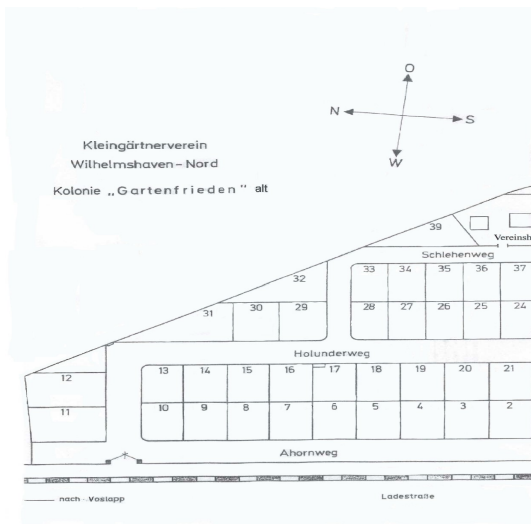 O
N
S
W
Kleingärtnerverein
Wilhelmshaven - Nord
Kolonie „Gartenfrieden" alt
39
Vereinsh
Schlehenweg
32
33 34 35 36 37
31 30 29
28 27 26 25 24
Holunderweg
12
13 14 15 16 17 18 19 20 21
11
10 9 8 7 6 5 4 3 2
Ahornweg
nach Voslapp
Ladestraße